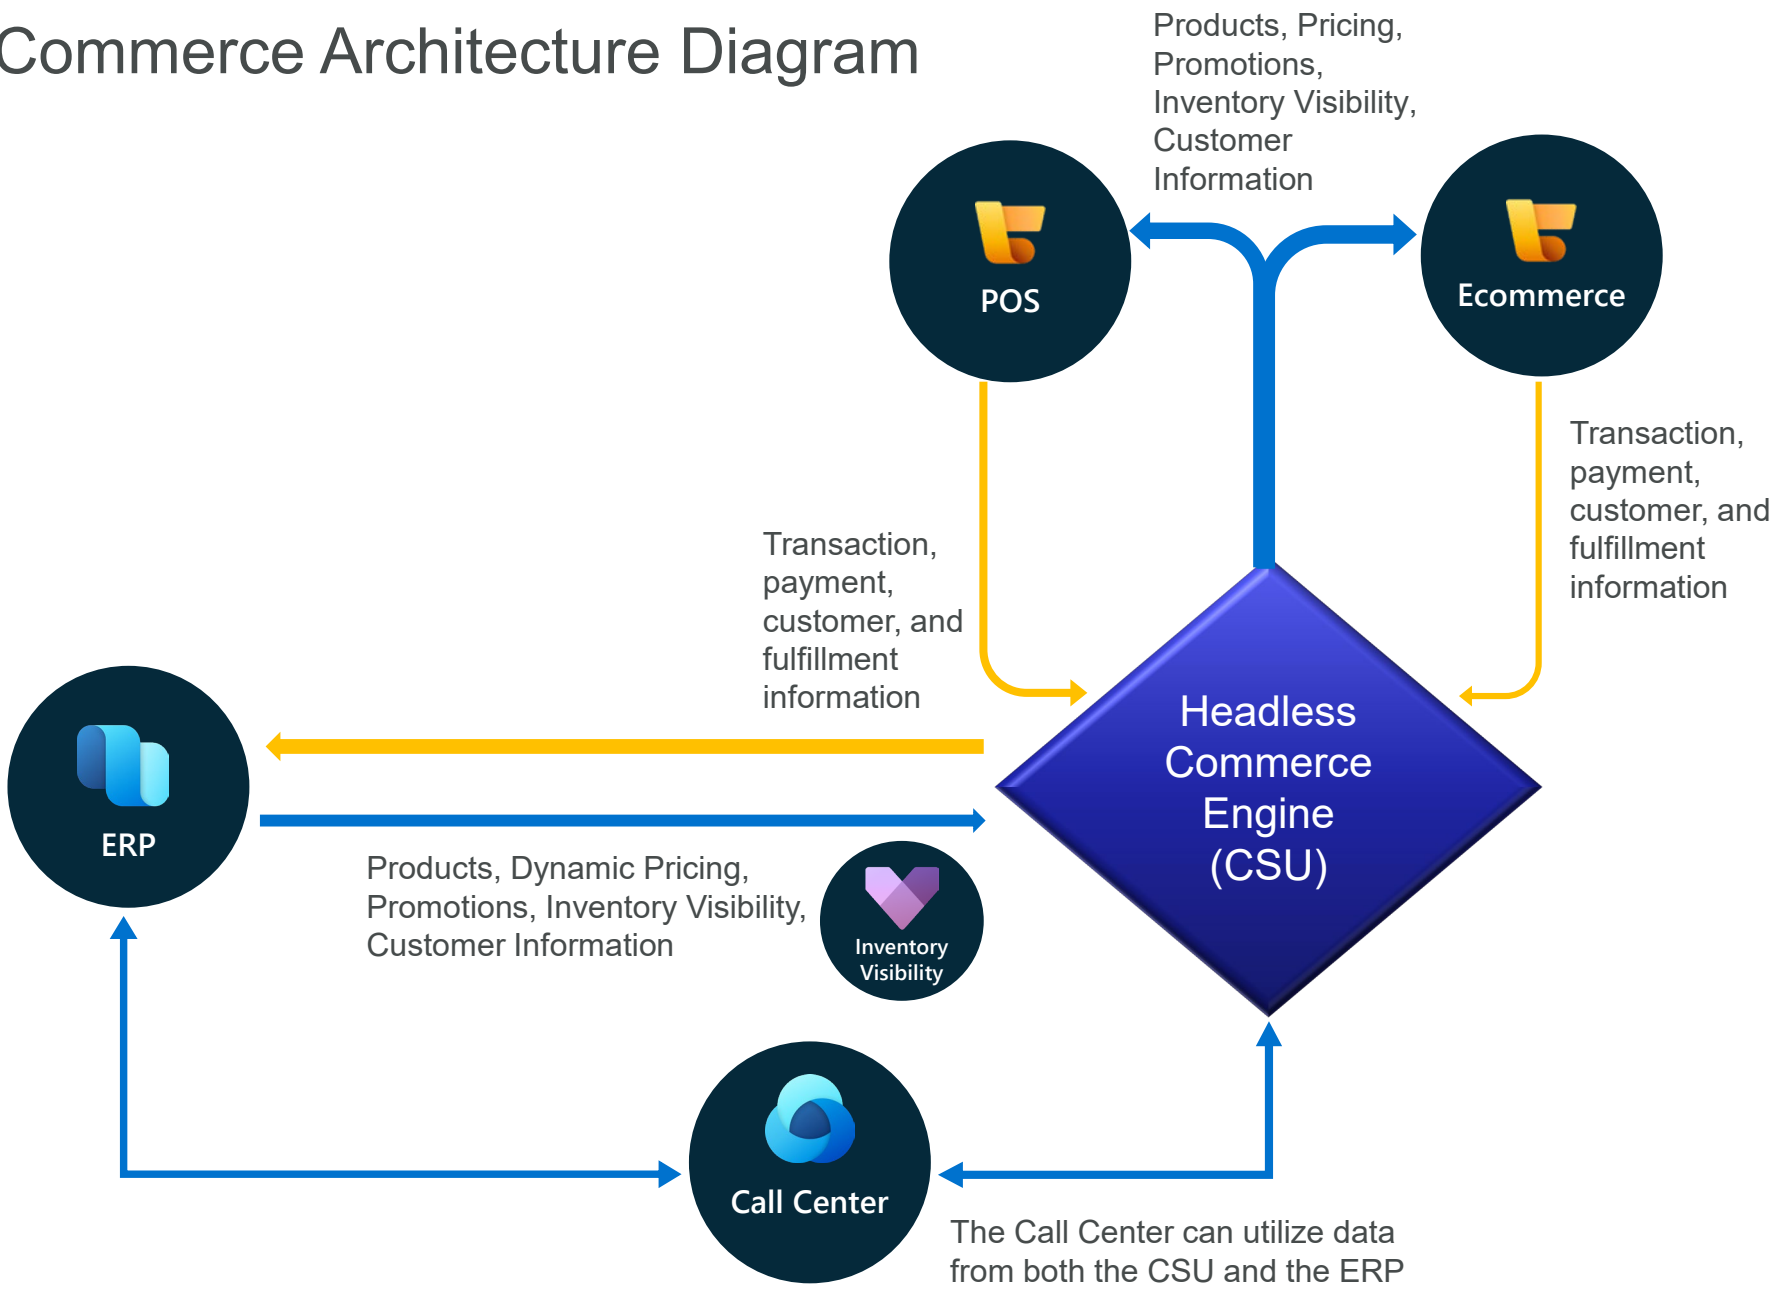 Commerce Architecture Diagram
Products, Pricing,
Promotions,
Inventory Visibility,
Customer
Information
POS
Ecommerce
Transaction,
payment,
customer, and
fulfillment
information
Transaction,
payment,
customer, and
fulfillment
information
Headless
Commerce
Engine
(CSU)
ERP
Products, Dynamic Pricing,
Promotions, Inventory Visibility,
Customer Information
Inventory
Visibility
Call Center
The Call Center can utilize data
from both the CSU and the ERP